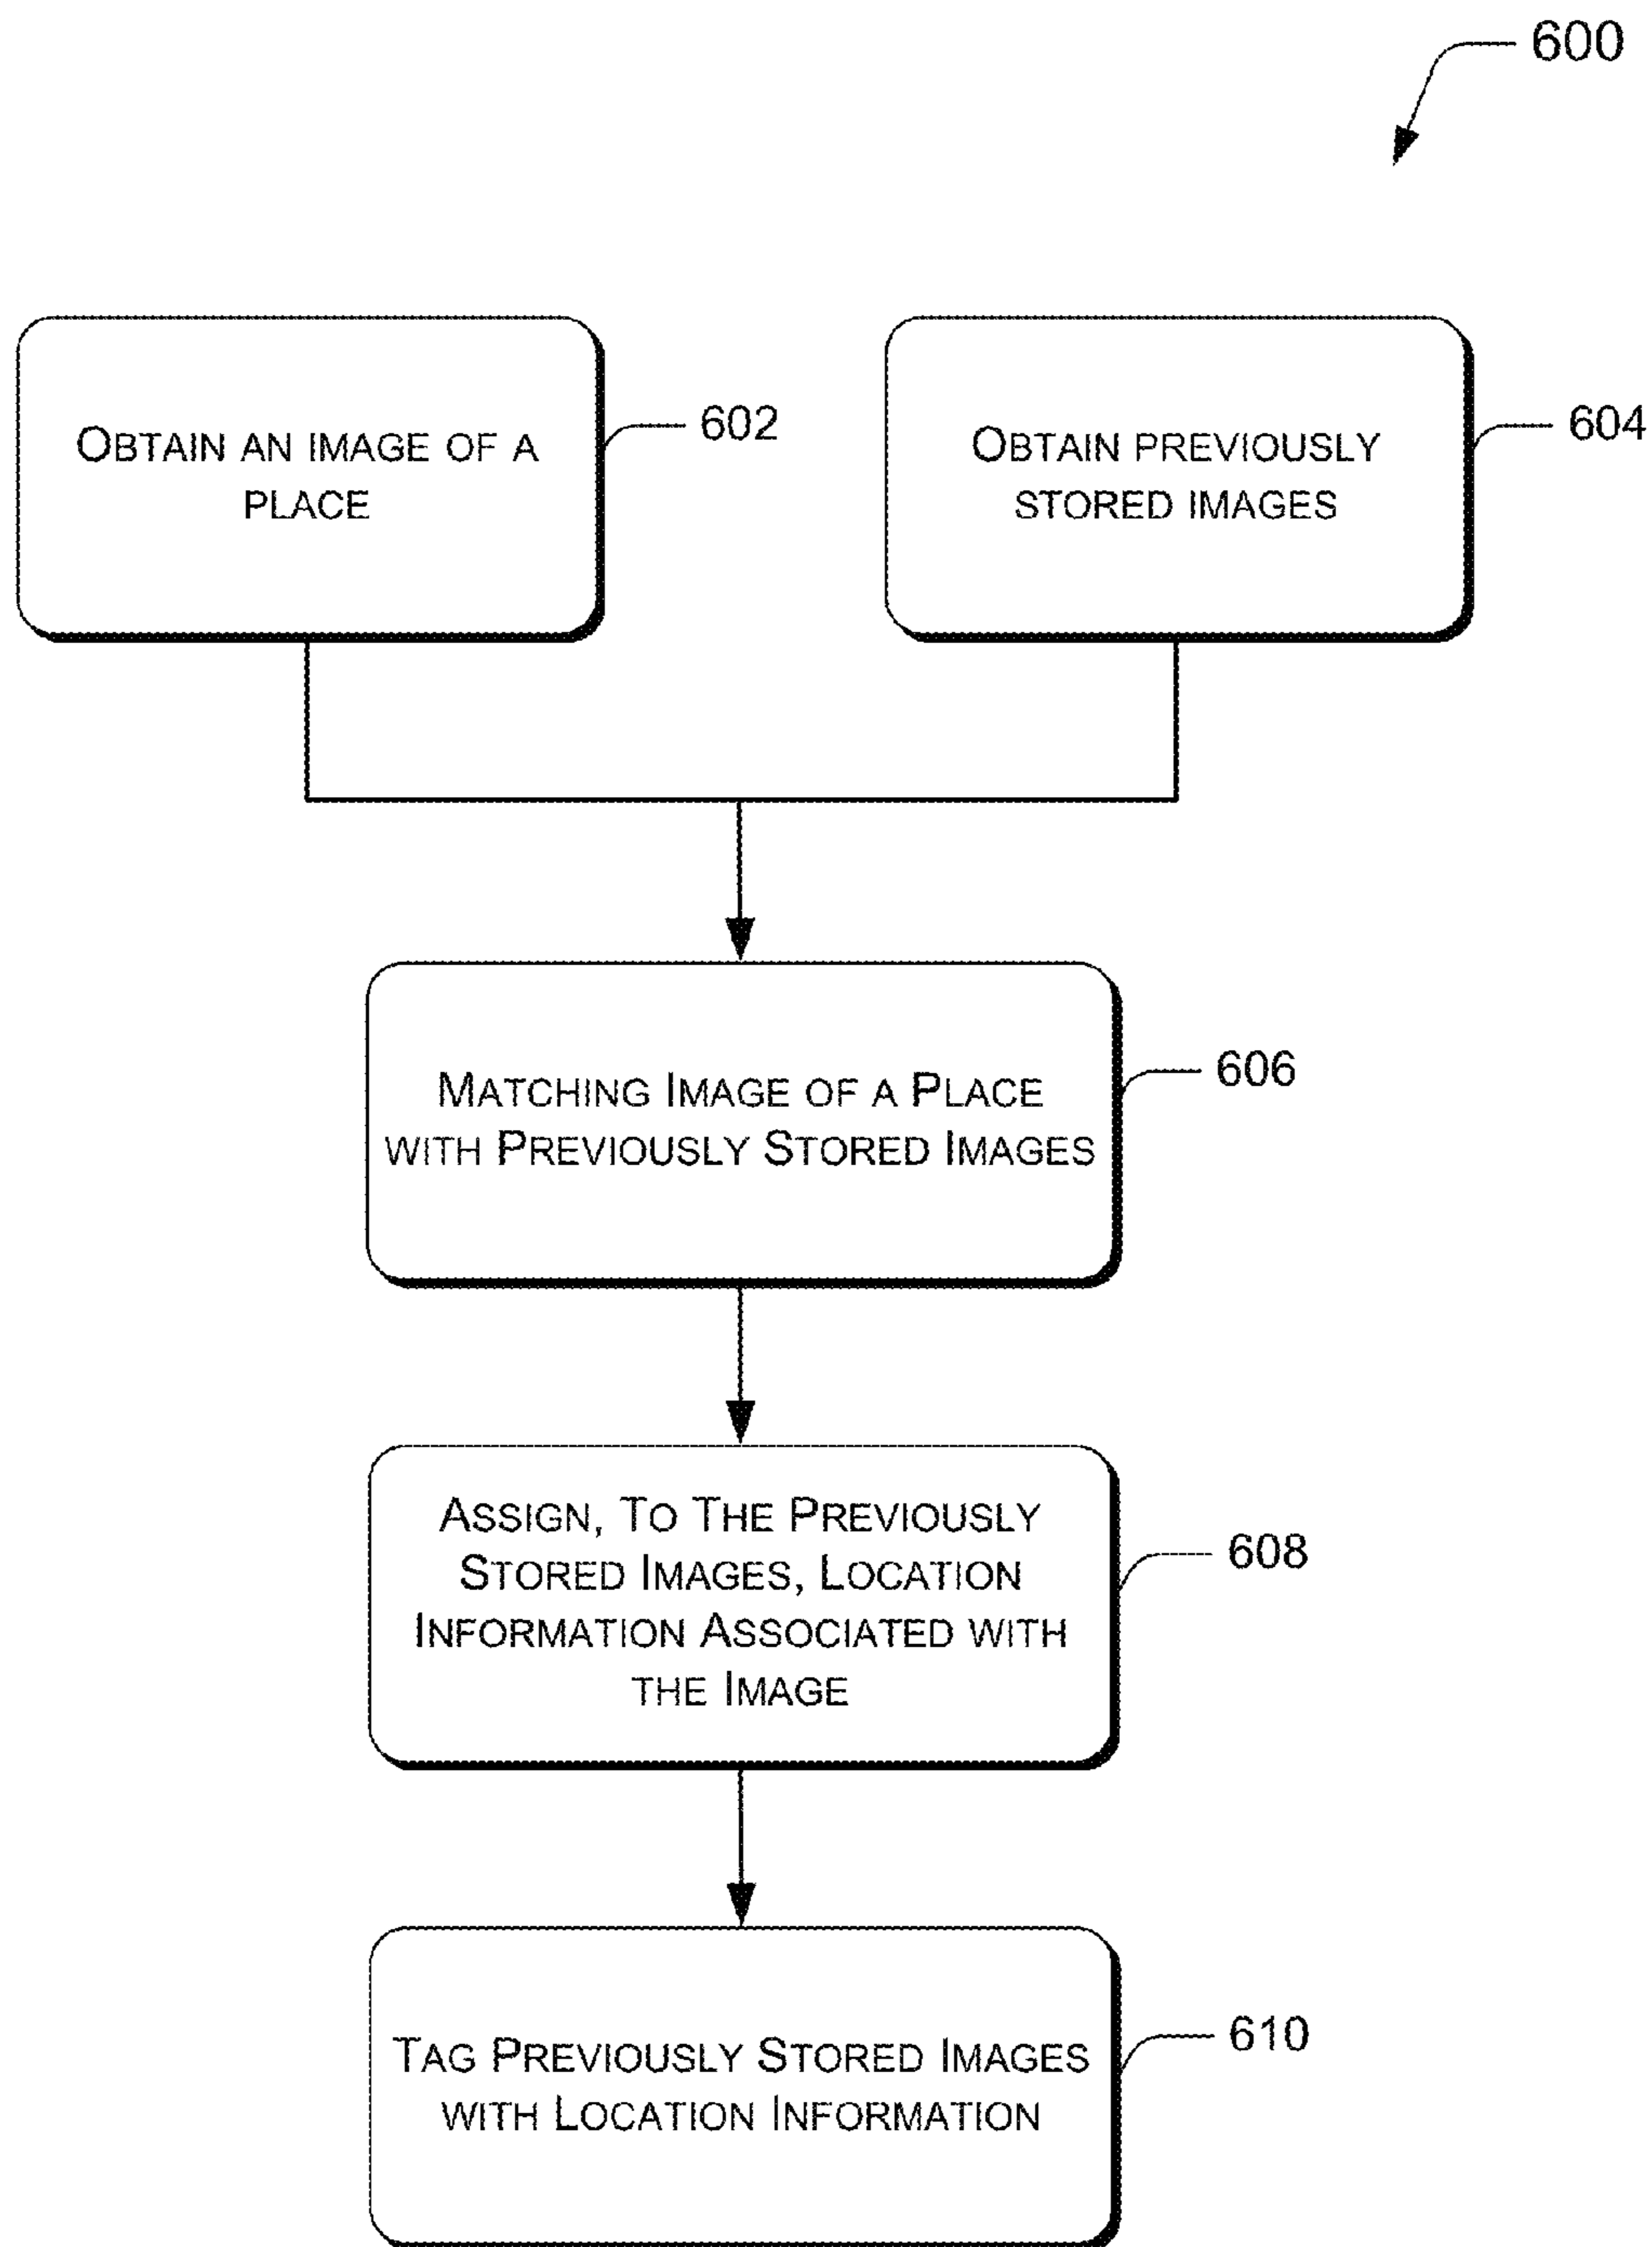 600
OBTAIN AN IMAGE OF A
PLACE
602
OBTAIN PREVIOUSLY
STORED IMAGES
604
MATCHING IMAGE OF A PLACE
WITH PREVIOUSLY STORED IMAGES
606
ASSIGN, TO THE PREVIOUSLY
STORED IMAGES, LOCATION
INFORMATION ASSOCIATED WITH
THE IMAGE
608
TAG PREVIOUSLY STORED IMAGES
WITH LOCATION INFORMATION
610